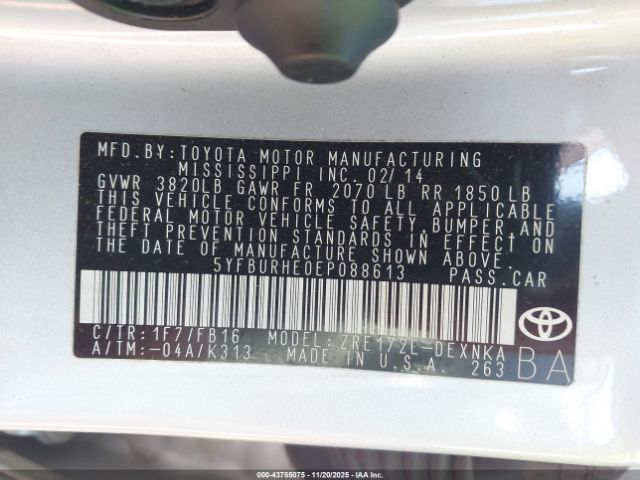 MFD.BY:TOYOTA MOTOR MANUFACTURING
MISSISSIPPI INC. 02/14
GVWR 3820LB GAWR FR 2070 LB RR 1850 LB
THIS VEHICLE CONFORMS TO ALL APPLICABLE
FEDERAL MOTOR VEHICLE SAFETY,BUMPER,AND
THEFT PREVENTION STANDARDS IN EFFECT ON
THE DATE OF MANUFACTURE SHOWN ABOVE.
5YFBURHE0EP088613 PASS.CAR
C/TR:1F7/FB16 MODEL:ZRE172L-DEXNKA
A/TM:-04A/K313 MADE IN U.S.A. 263 BA
000-43755075 - 11/20/2025 - IAA Inc.